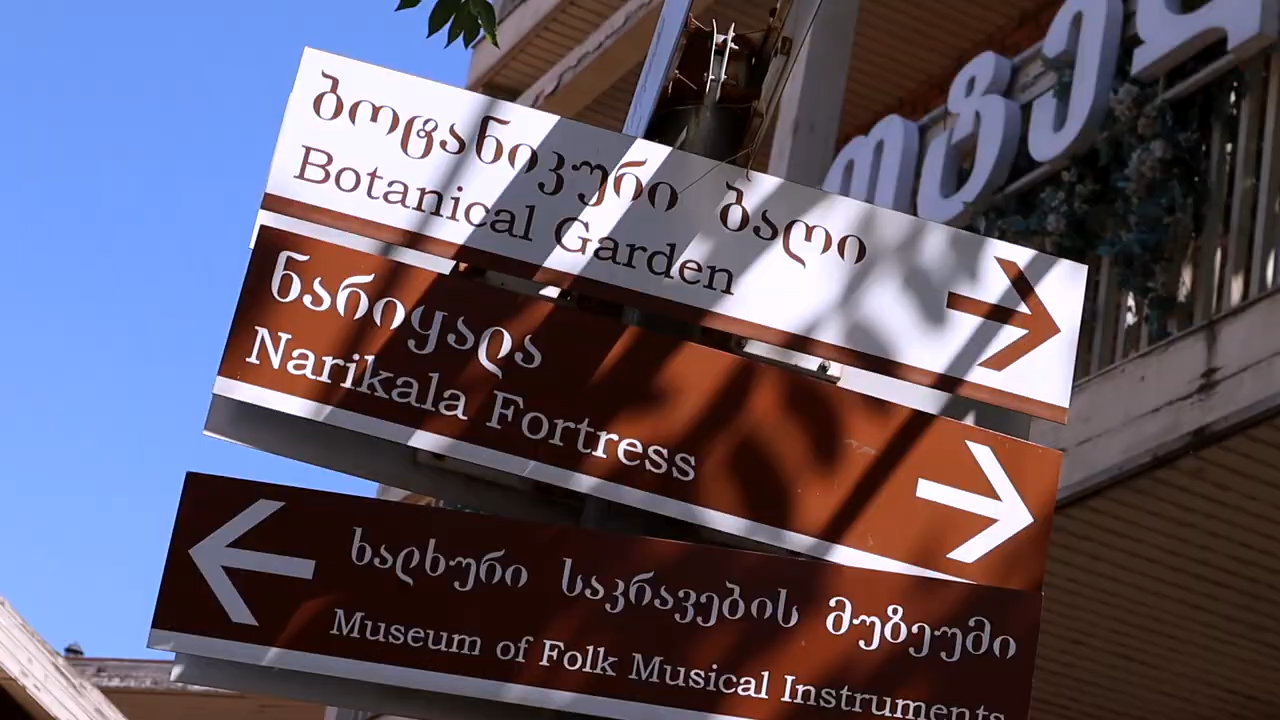 ბოტანიკური ბაღი
Botanical Garden
ნარიყალა
Narikala Fortress
ხალხური საკრავების მუზეუმი
Museum of Folk Musical Instruments